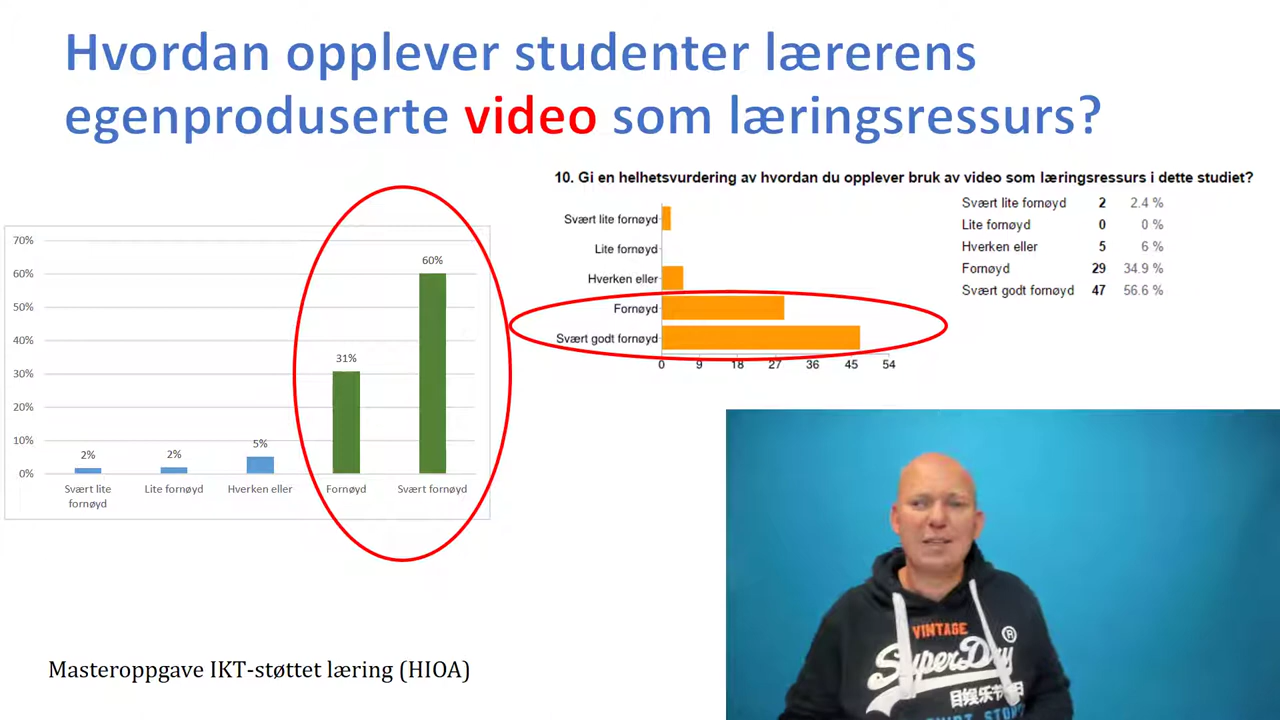 Hvordan opplever studenter lærerens
egenproduserte video som læringsressurs?
70%
60%
50%
40%
30%
20%
10%
0%
2%
2%
5%
31%
60%
Svært lite
fornøyd
Lite fornøyd
Hverken eller
Fornøyd
Svært fornøyd
10. Gi en helhetsvurdering av hvordan du opplever bruk av video som læringsressurs i dette studiet?
Svært lite fornøyd
Lite fornøyd
Hverken eller
Fornøyd
Svært godt fornøyd
0 9 18 27 36 45 54
Svært lite fornøyd 2 2.4 %
Lite fornøyd 0 0 %
Hverken eller 5 6 %
Fornøyd 29 34.9 %
Svært godt fornøyd 47 56.6 %
VINTAGE ®
SuperDry
Masteroppgave IKT-støttet læring (HIOA)